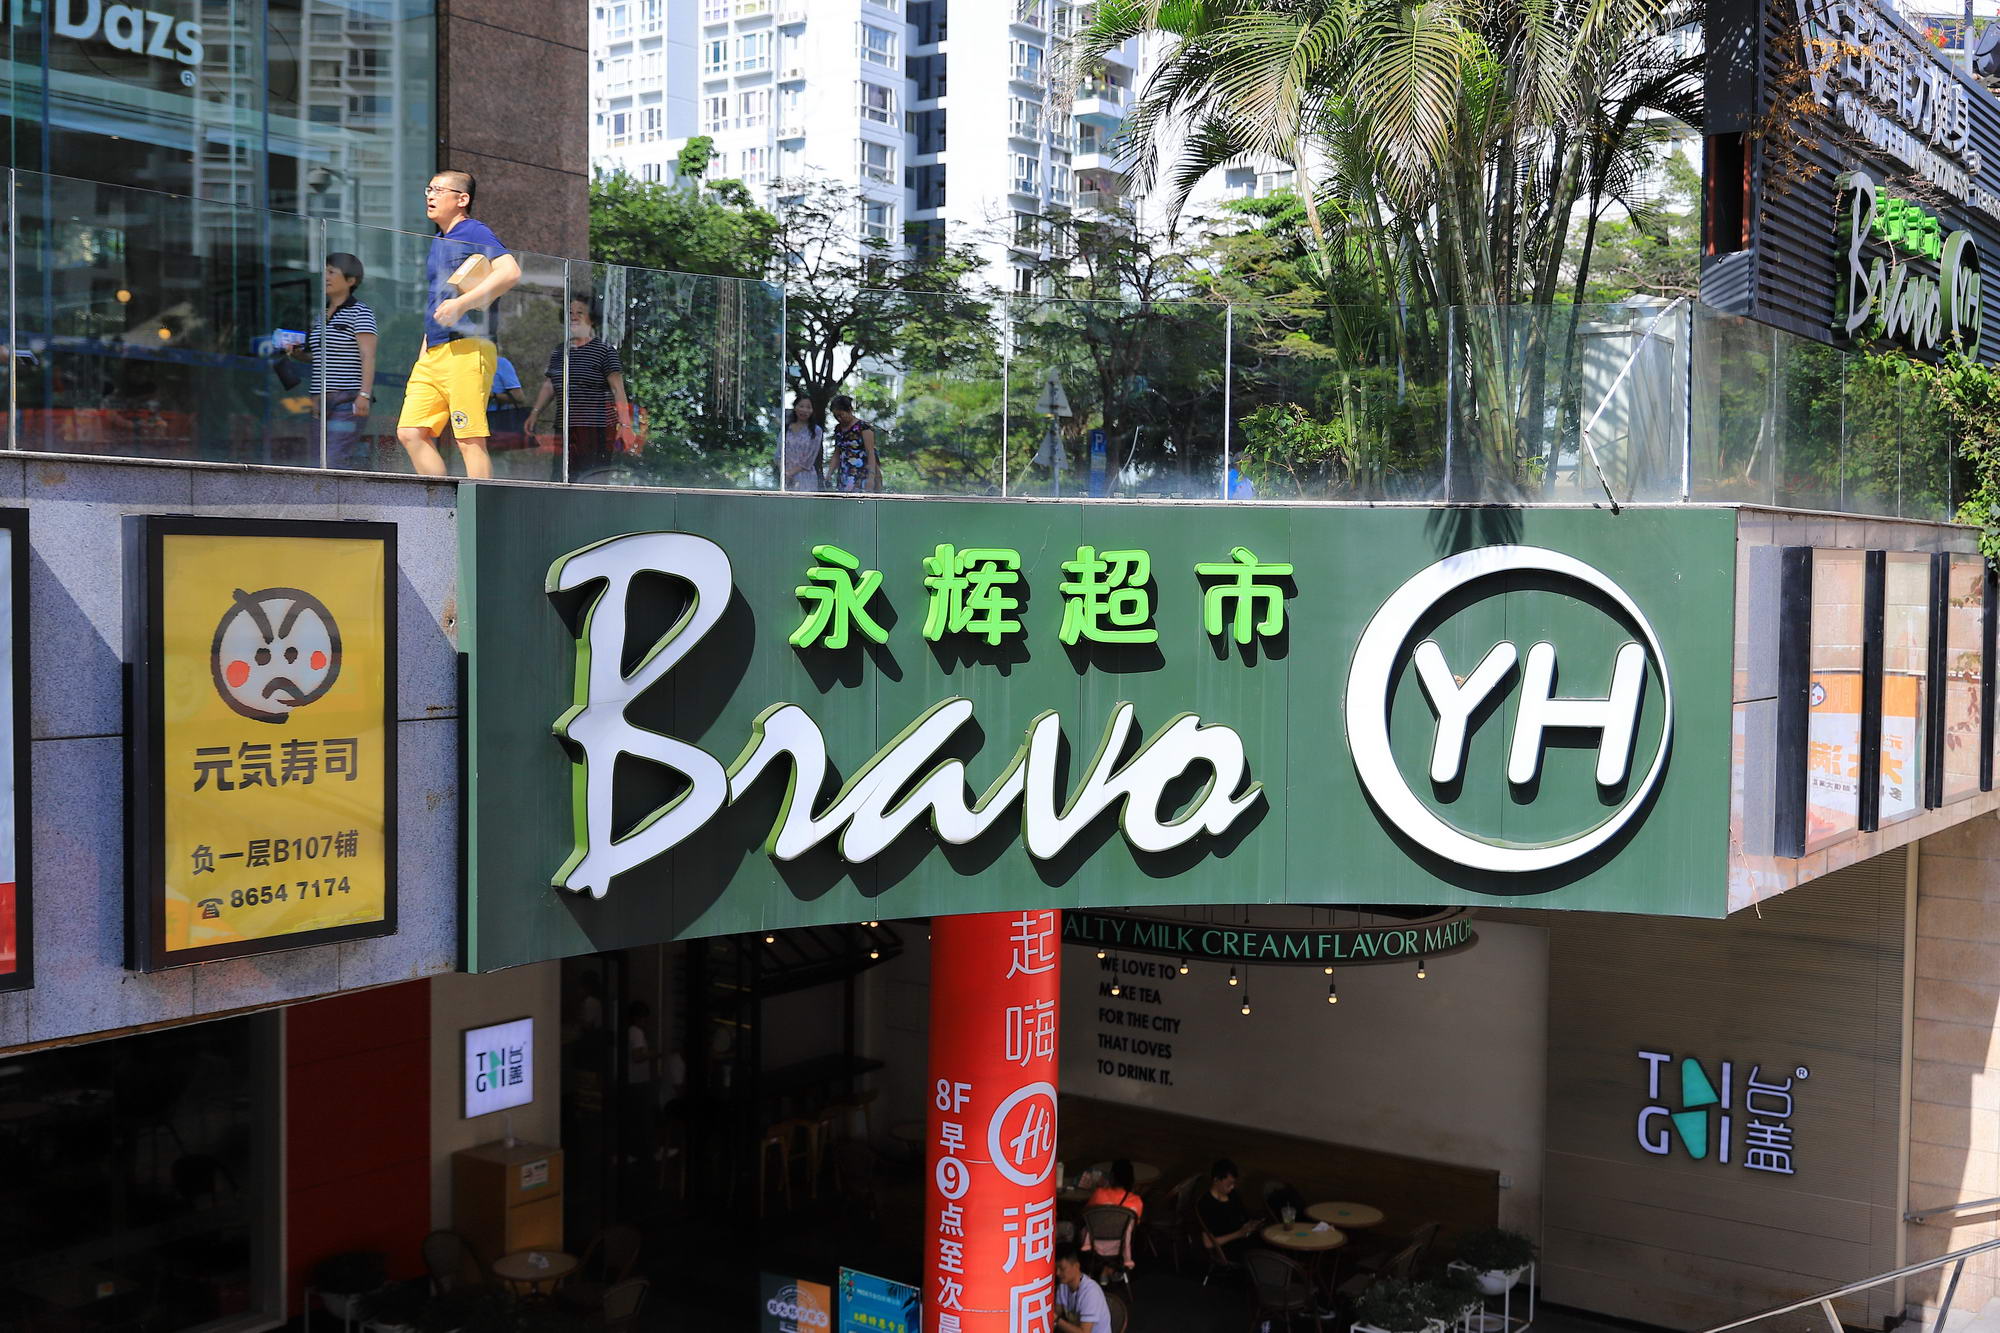 Dazs®
Bravo
YH
永辉超市
Bravo
YH
元気寿司
负一层B107铺
☎8654 7174
ALTY MILK CREAM FLAVOR MATCH
WE LOVE TO
MAKE TEA
FOR THE CITY
THAT LOVES
TO DRINK IT.
起嗨
Hi
海底
8F早9点至次晨
TAI
GAI
台盖
TAI
GAI
台盖®